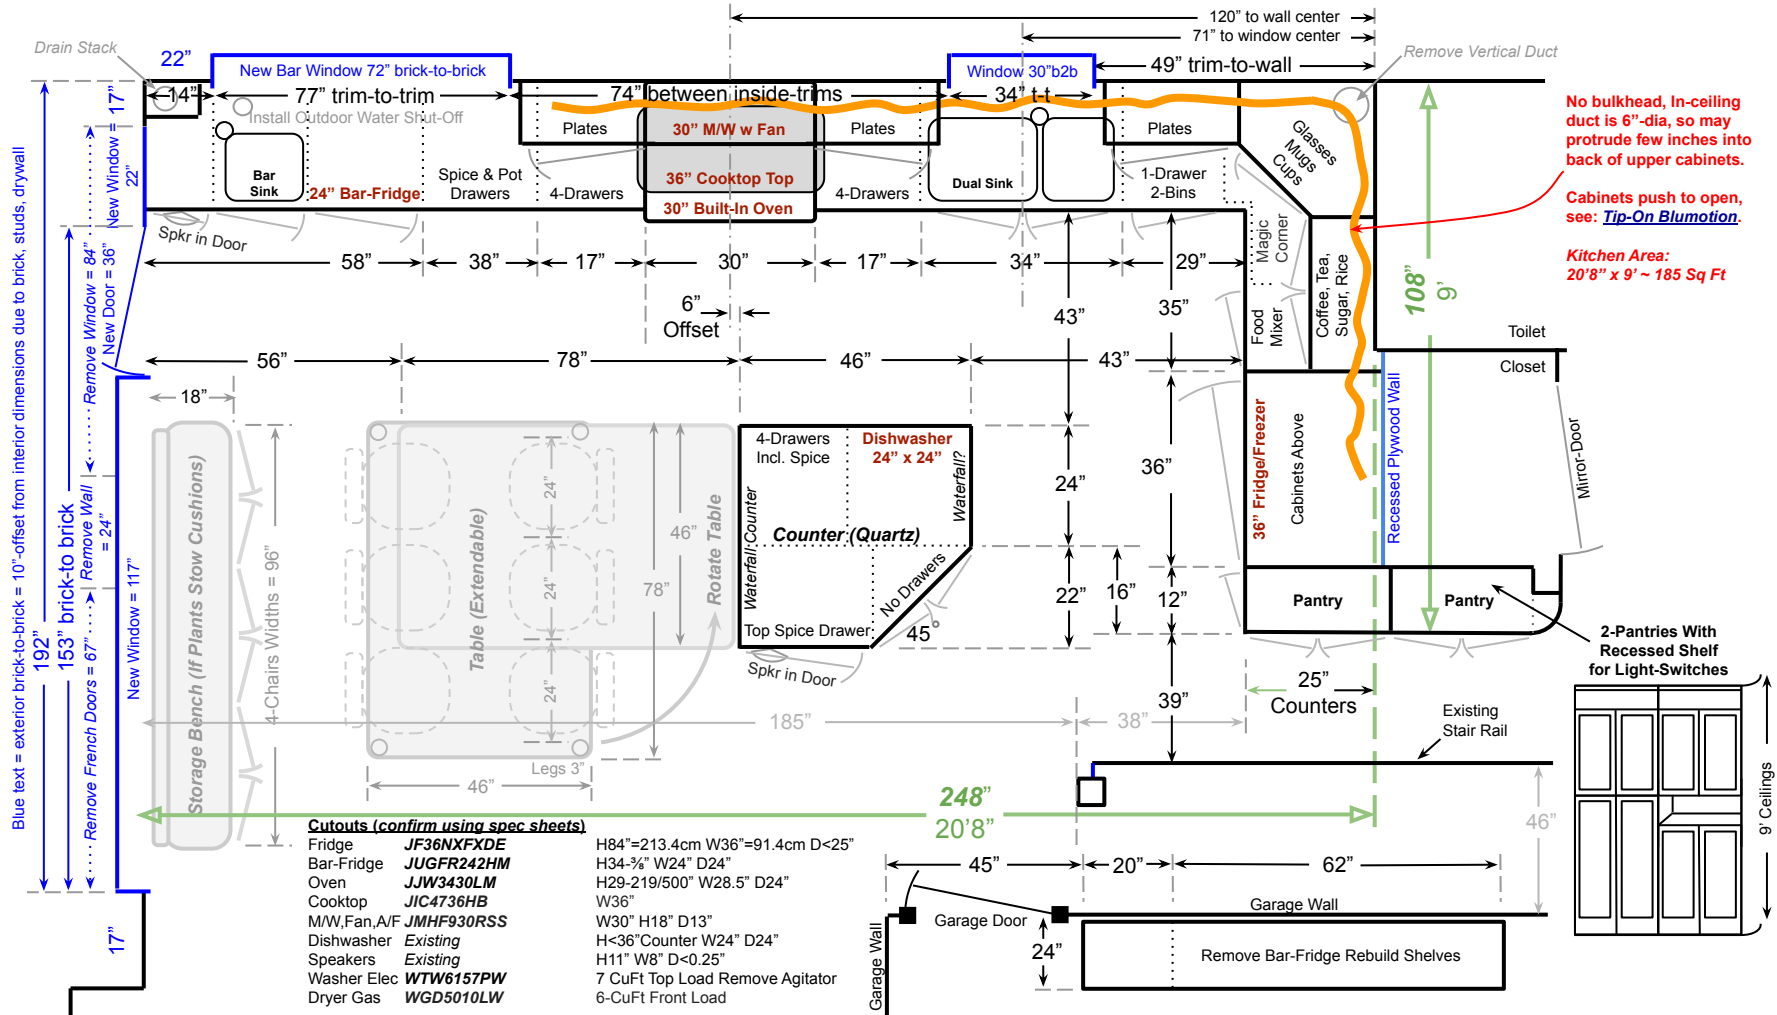 120” to wall center
71” to window center
Drain Stack
22”
New Bar Window 72” brick-to-brick
Window 30”b2b
49” trim-to-wall
Remove Vertical Duct
14”
77” trim-to-trim
74” between inside-trims
34” t-t
Install Outdoor Water Shut-Off
Plates
30” M/W w Fan
Plates
Plates
Glasses
Mugs
Cups
No bulkhead, In-ceiling
duct is 6”-dia, so may
protrude few inches into
back of upper cabinets.
Cabinets push to open,
see: Tip-On Blumotion.
Kitchen Area:
20’8” x 9’ ~ 185 Sq Ft
Bar
Sink
24” Bar-Fridge
Spice & Pot
Drawers
4-Drawers
36” Cooktop Top
30” Built-In Oven
4-Drawers
Dual Sink
1-Drawer
2-Bins
Magic
Corner
Spkr in Door
58”
38”
17”
30”
17”
34”
29”
6”
Offset
43”
35”
Food
Mixer
Coffee, Tea,
Sugar, Rice
108”
9’
Toilet
Closet
Mirror-Door
56”
78”
46”
43”
18”
Blue text = exterior brick-to-brick = 10”-offset from interior dimensions due to brick, studs, drywall
192”
153” brick-to brick
New Window = 17”
New Window =
22”
Remove Window = 84”
New Door = 36”
Remove Wall
= 24”
Remove French Doors = 67”
New Window = 117”
17”
Storage Bench (If Plants Stow Cushions)
4-Chairs Widths = 96”
Table (Extendable)
24”
24”
24”
78”
46”
Rotate Table
Legs 3”
46”
4-Drawers
Incl. Spice
Dishwasher
24” x 24”
Waterfall?
Waterfall Counter
Counter (Quartz)
No Drawers
Top Spice Drawer
45°
Spkr in Door
24”
22”
16”
36”
12”
39”
36” Fridge/Freezer
Cabinets Above
Recessed Plywood Wall
Pantry
Pantry
2-Pantries With
Recessed Shelf
for Light-Switches
9’ Ceilings
25”
Counters
185”
38”
Existing
Stair Rail
46”
248”
20’8”
Cutouts (confirm using spec sheets)
Fridge JF36NXFXDE H84”=213.4cm W36”=91.4cm D<25”
Bar-Fridge JUGFR242HM H34-⅜” W24” D24”
Oven JJW3430LM H29-219/500” W28.5” D24”
Cooktop JIC4736HB W36”
M/W,Fan,A/F JMHF930RSS W30” H18” D13”
Dishwasher Existing H<36”Counter W24” D24”
Speakers Existing H11” W8” D<0.25”
Washer Elec WTW6157PW 7 CuFt Top Load Remove Agitator
Dryer Gas WGD5010LW 6-CuFt Front Load
45”
20”
62”
Garage Door
Garage Wall
Garage Wall
24”
Remove Bar-Fridge Rebuild Shelves